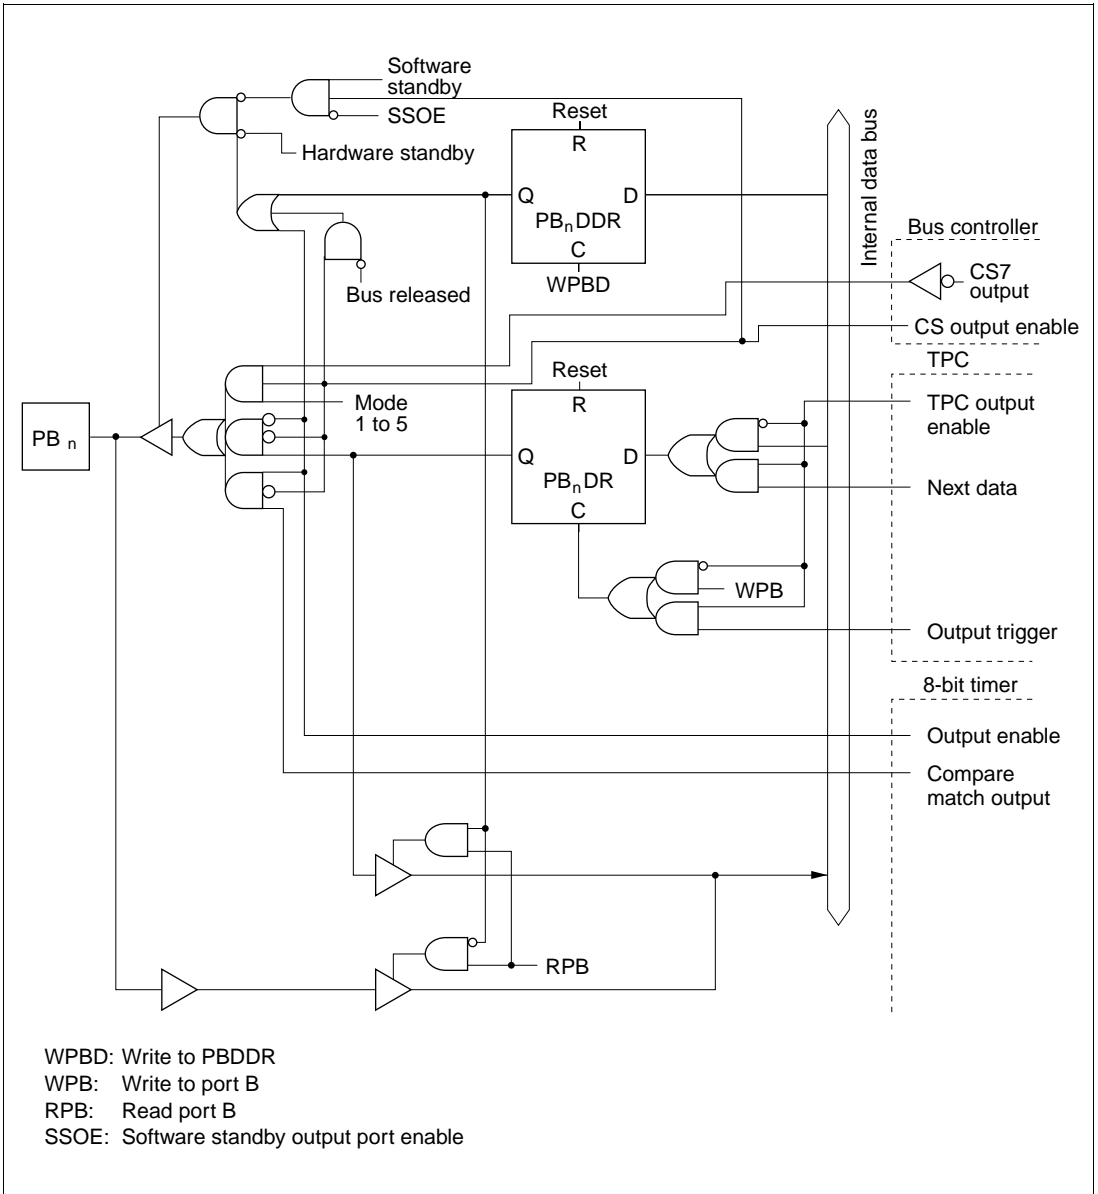 Software
standby
SSOE
Hardware standby
Reset
R
Q
D
PBnDDR
C
WPBD
Bus released
Internal data bus
Bus controller
CS7
output
CS output enable
TPC
Reset
R
Mode
1 to 5
TPC output
enable
PB n
Q
D
PBnDR
C
Next data
WPB
Output trigger
8-bit timer
Output enable
Compare
match output
RPB
WPBD: Write to PBDDR
WPB: Write to port B
RPB: Read port B
SSOE: Software standby output port enable